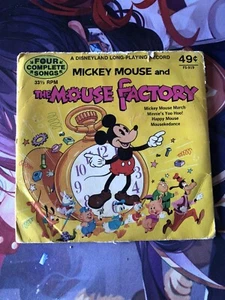 FOUR
COMPLETE
SONGS
33⅓ RPM
A DISNEYLAND LONG-PLAYING RECORD
49¢
MICKEY MOUSE and
THE MOUSE FACTORY
Mickey Mouse March
Minnie's Yoo Hoo!
Happy Mouse
Mousekedance